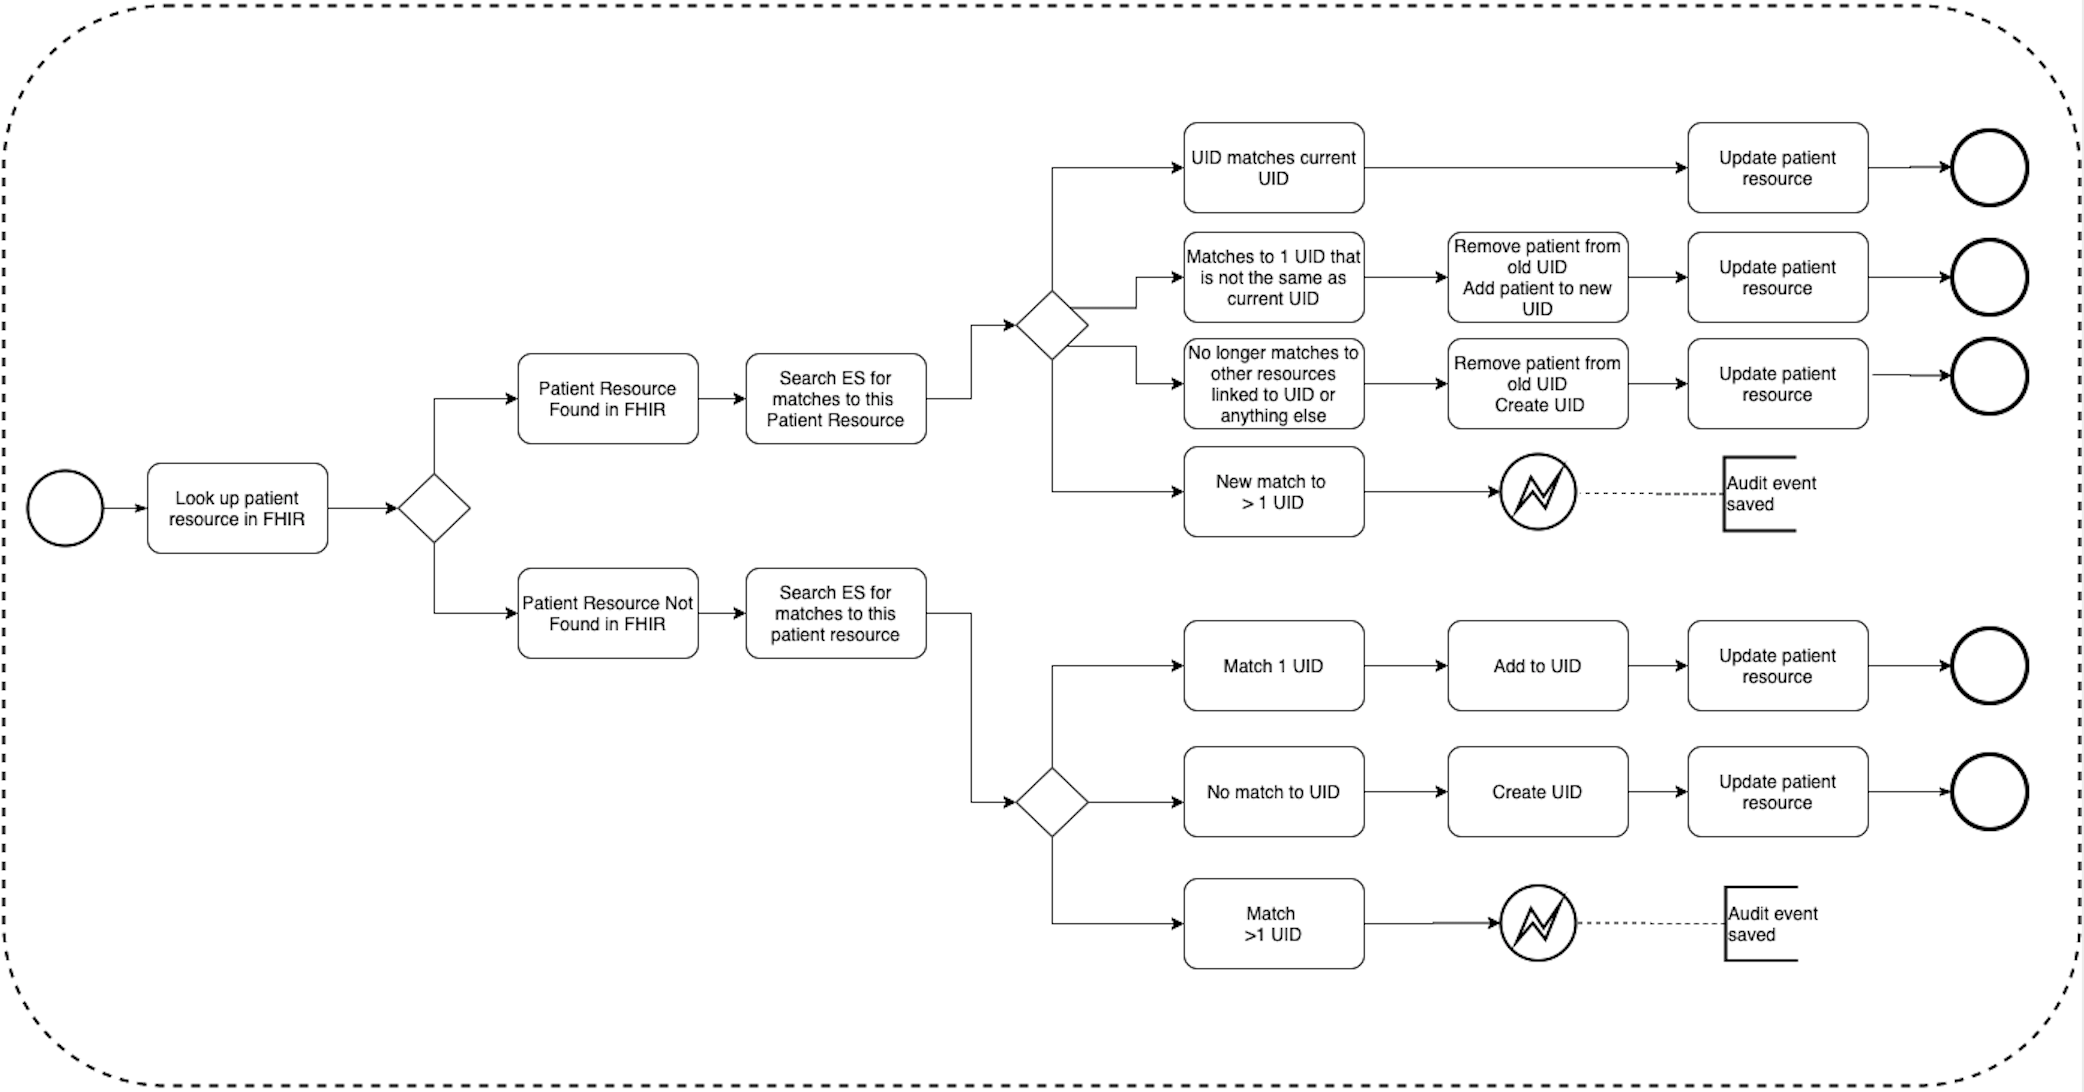 Look up patient
resource in FHIR
Patient Resource
Found in FHIR
Search ES for
matches to this
Patient Resource
UID matches current
UID
Update patient
resource
Matches to 1 UID that
is not the same as
current UID
Remove patient from
old UID
Add patient to new
UID
Update patient
resource
No longer matches to
other resources
linked to UID or
anything else
Remove patient from
old UID
Create UID
Update patient
resource
New match to
> 1 UID
Audit event
saved
Patient Resource Not
Found in FHIR
Search ES for
matches to this
patient resource
Match 1 UID
Add to UID
Update patient
resource
No match to UID
Create UID
Update patient
resource
Match
>1 UID
Audit event
saved